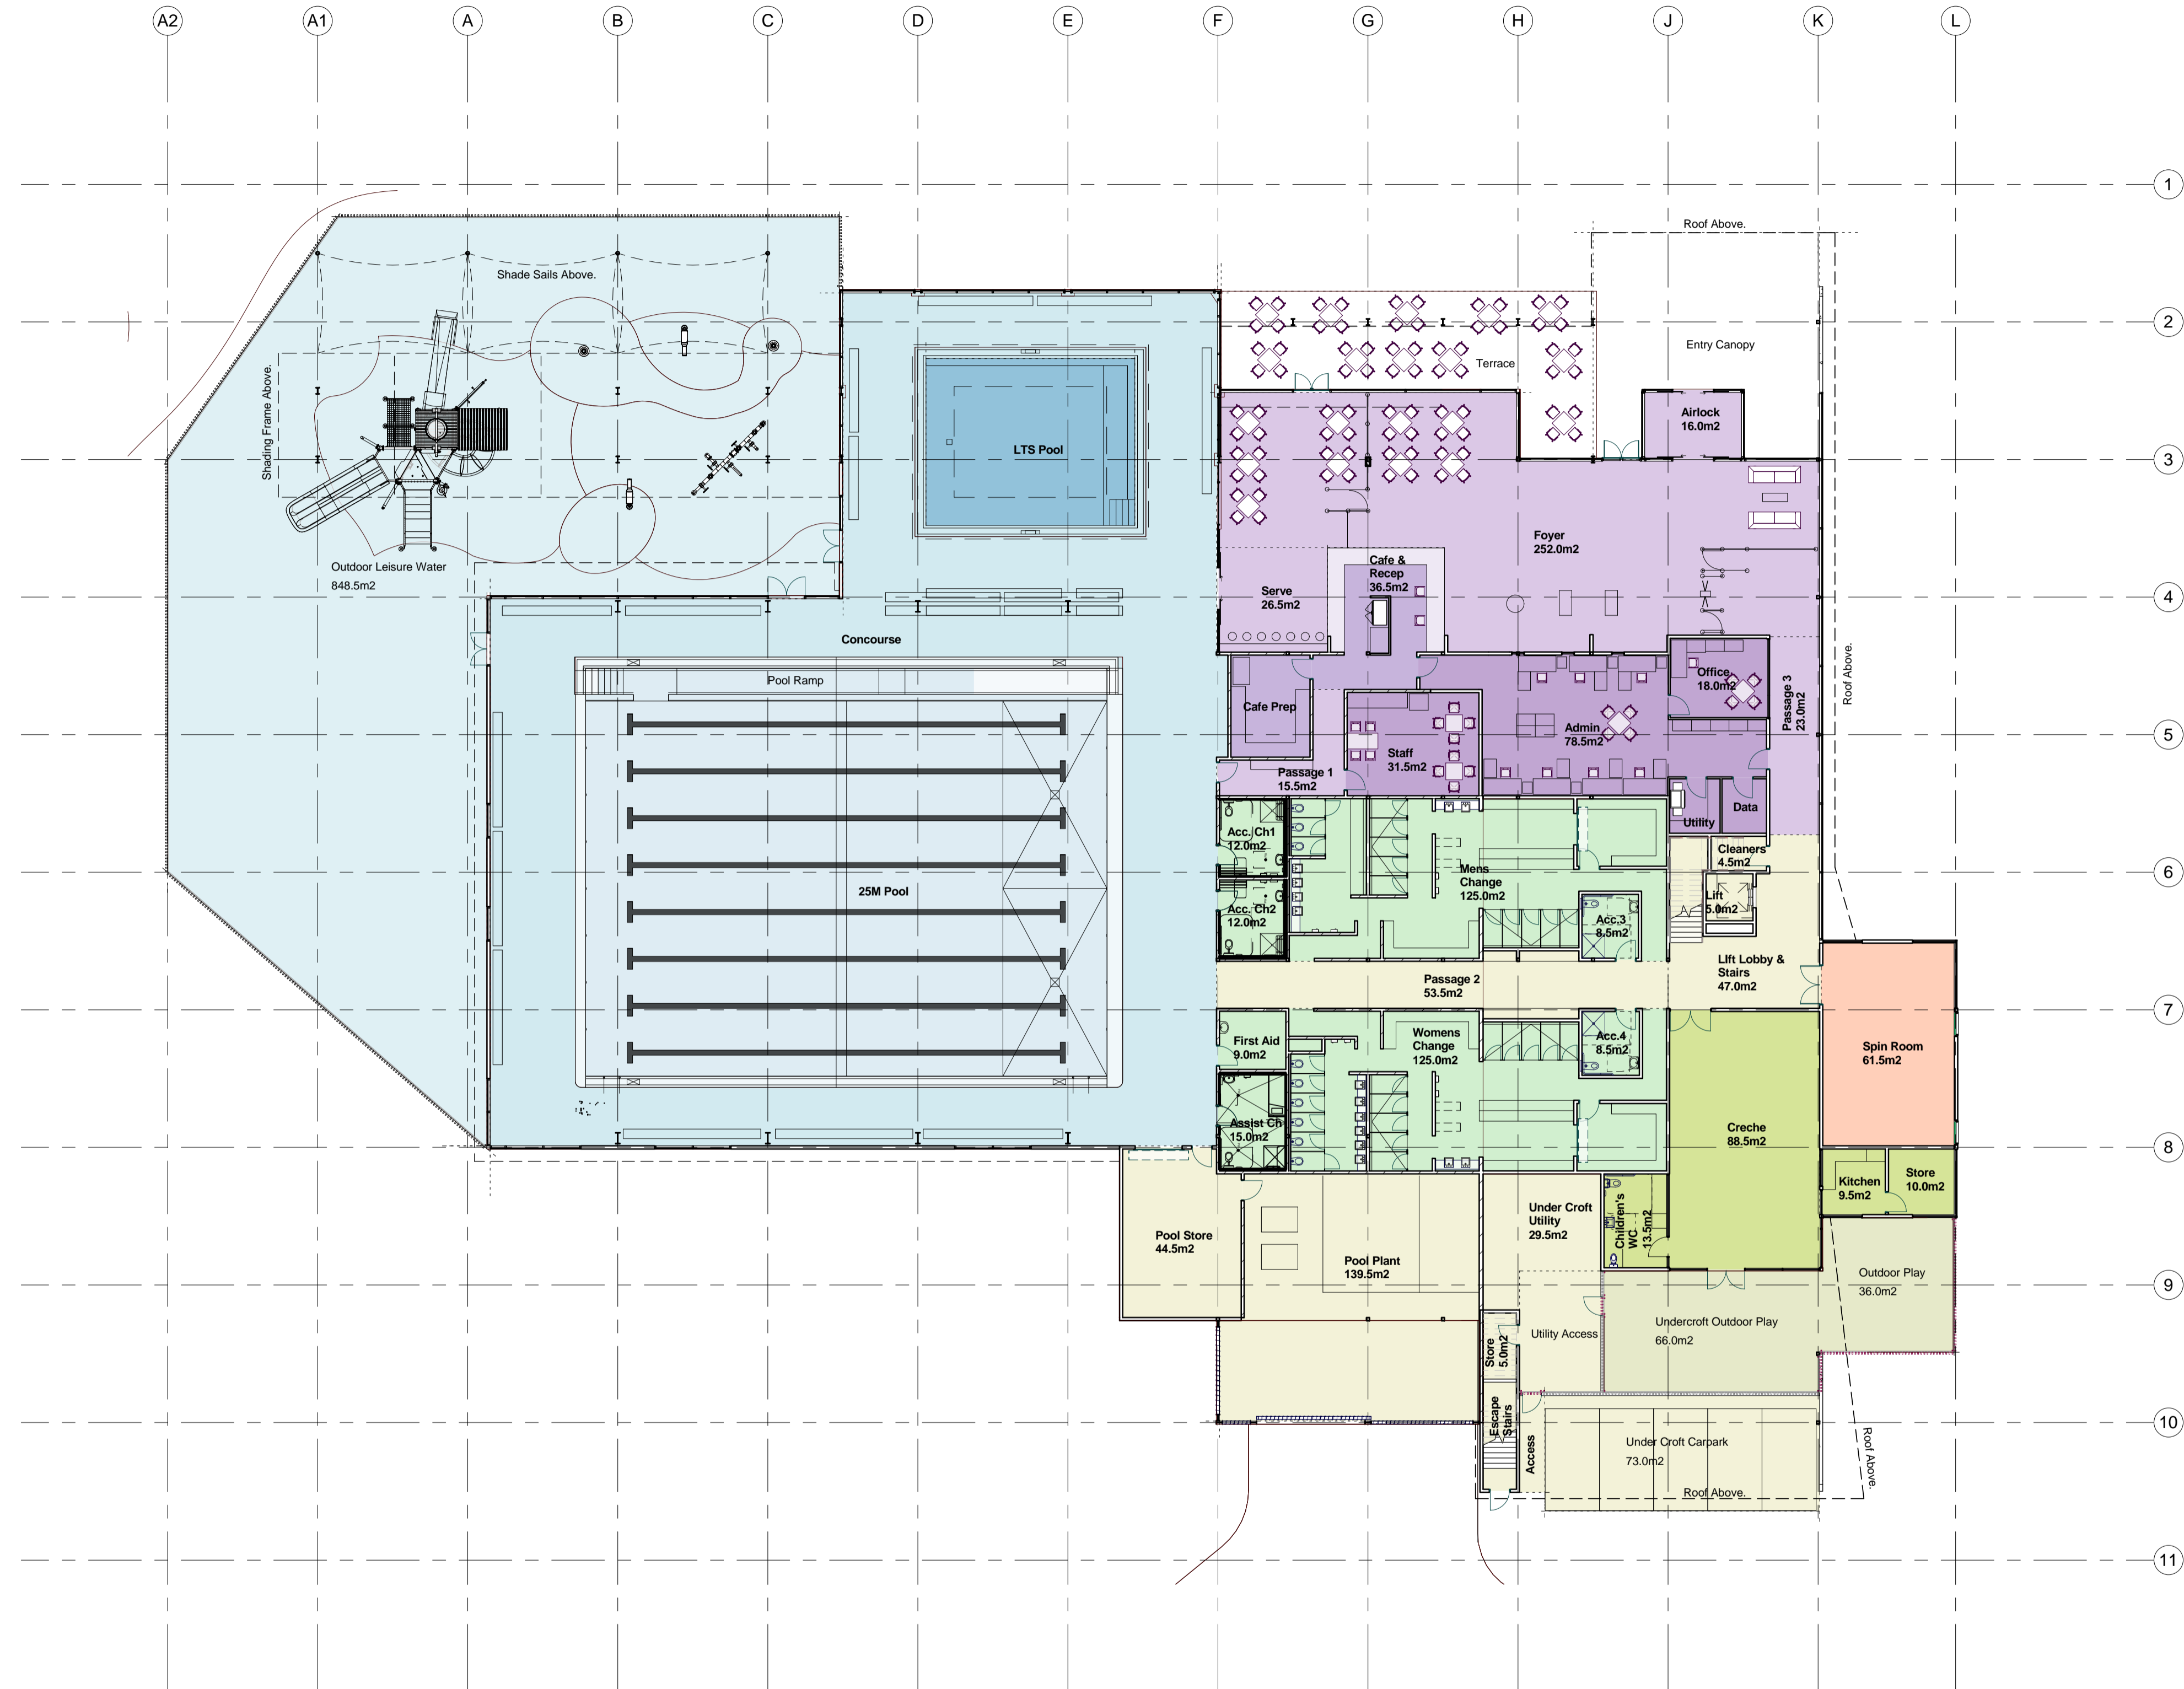 A2
A1
A
B
C
D
E
F
G
H
J
K
L
1
Roof Above.
Shade Sails Above.
2
Entry Canopy
Terrace
Shading Frame Above.
Airlock
16.0m2
LTS Pool
3
Foyer
252.0m2
Outdoor Leisure Water
848.5m2
Cafe &
Recep
36.5m2
Serve
26.5m2
4
Concourse
Roof Above.
Pool Ramp
Office
18.0m2
Passage 3
23.0m2
Cafe Prep
Admin
78.5m2
5
Staff
31.5m2
Passage 1
15.5m2
Data
Utility
Acc. Ch1
12.0m2
Cleaners
4.5m2
Mens
Change
125.0m2
6
25M Pool
Lift
5.0m2
Acc. Ch2
12.0m2
Acc.3
8.5m2
LIft Lobby &
Stairs
47.0m2
Passage 2
53.5m2
7
First Aid
9.0m2
Womens
Change
125.0m2
Acc.4
8.5m2
Spin Room
61.5m2
Assist Ch
15.0m2
Creche
88.5m2
8
Kitchen
9.5m2
Store
10.0m2
Under Croft
Utility
29.5m2
Children's
WC
13.5m2
Pool Store
44.5m2
Pool Plant
139.5m2
Outdoor Play
36.0m2
9
Undercroft Outdoor Play
66.0m2
Utility Access
Store
5.0m2
Escape
Stairs
10
Access
Under Croft Carpark
73.0m2
Roof Above.
Roof Above.
11